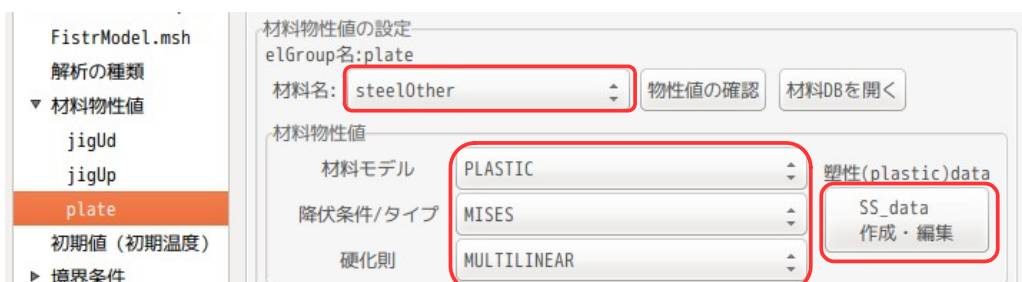 FistrModel.msh
解析の種類
▼ 材料物性値
jigUd
jigUp
plate
初期値（初期温度）
▶ 境界条件
材料物性値の設定
elGroup名:plate
材料名: steelOther 物性値の確認 材料DBを開く
材料物性値
材料モデル PLASTIC
降伏条件/タイプ MISES
硬化則 MULTILINEAR
塑性(plastic)data
SS_data
作成・編集